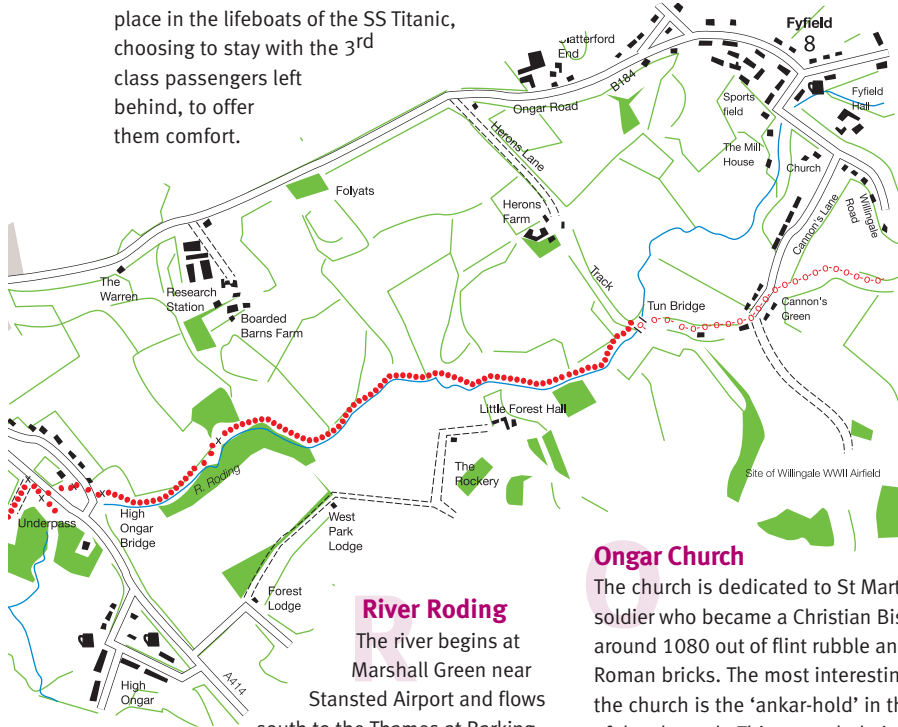 place in the lifeboats of the SS Titanic,
choosing to stay with the 3rd
class passengers left
behind, to offer
them comfort.
Fyfield
8
End
B184
Ongar Road
Sports
field
Fyfield
Hall
Herons Lane
The Mill
House
Church
Willingale
Road
Cannon's Lane
Folyats
Herons
Farm
Track
The
Warren
Research
Station
Boarded
Barns Farm
Tun Bridge
Cannon's
Green
Little Forest Hall
R. Roding
The
Rockery
Site of Willingale WWII Airfield
Underpass
High
Ongar
Bridge
West
Park
Lodge
Forest
Lodge
A414
High
Ongar
R
River Roding
The river begins at
Marshall Green near
Stansted Airport and flows
south to the Thames at Barking
O
Ongar Church
The church is dedicated to St Mart
soldier who became a Christian Bis
around 1080 out of flint rubble an
Roman bricks. The most interestin
the church is the ‘ankar-hold’ in th